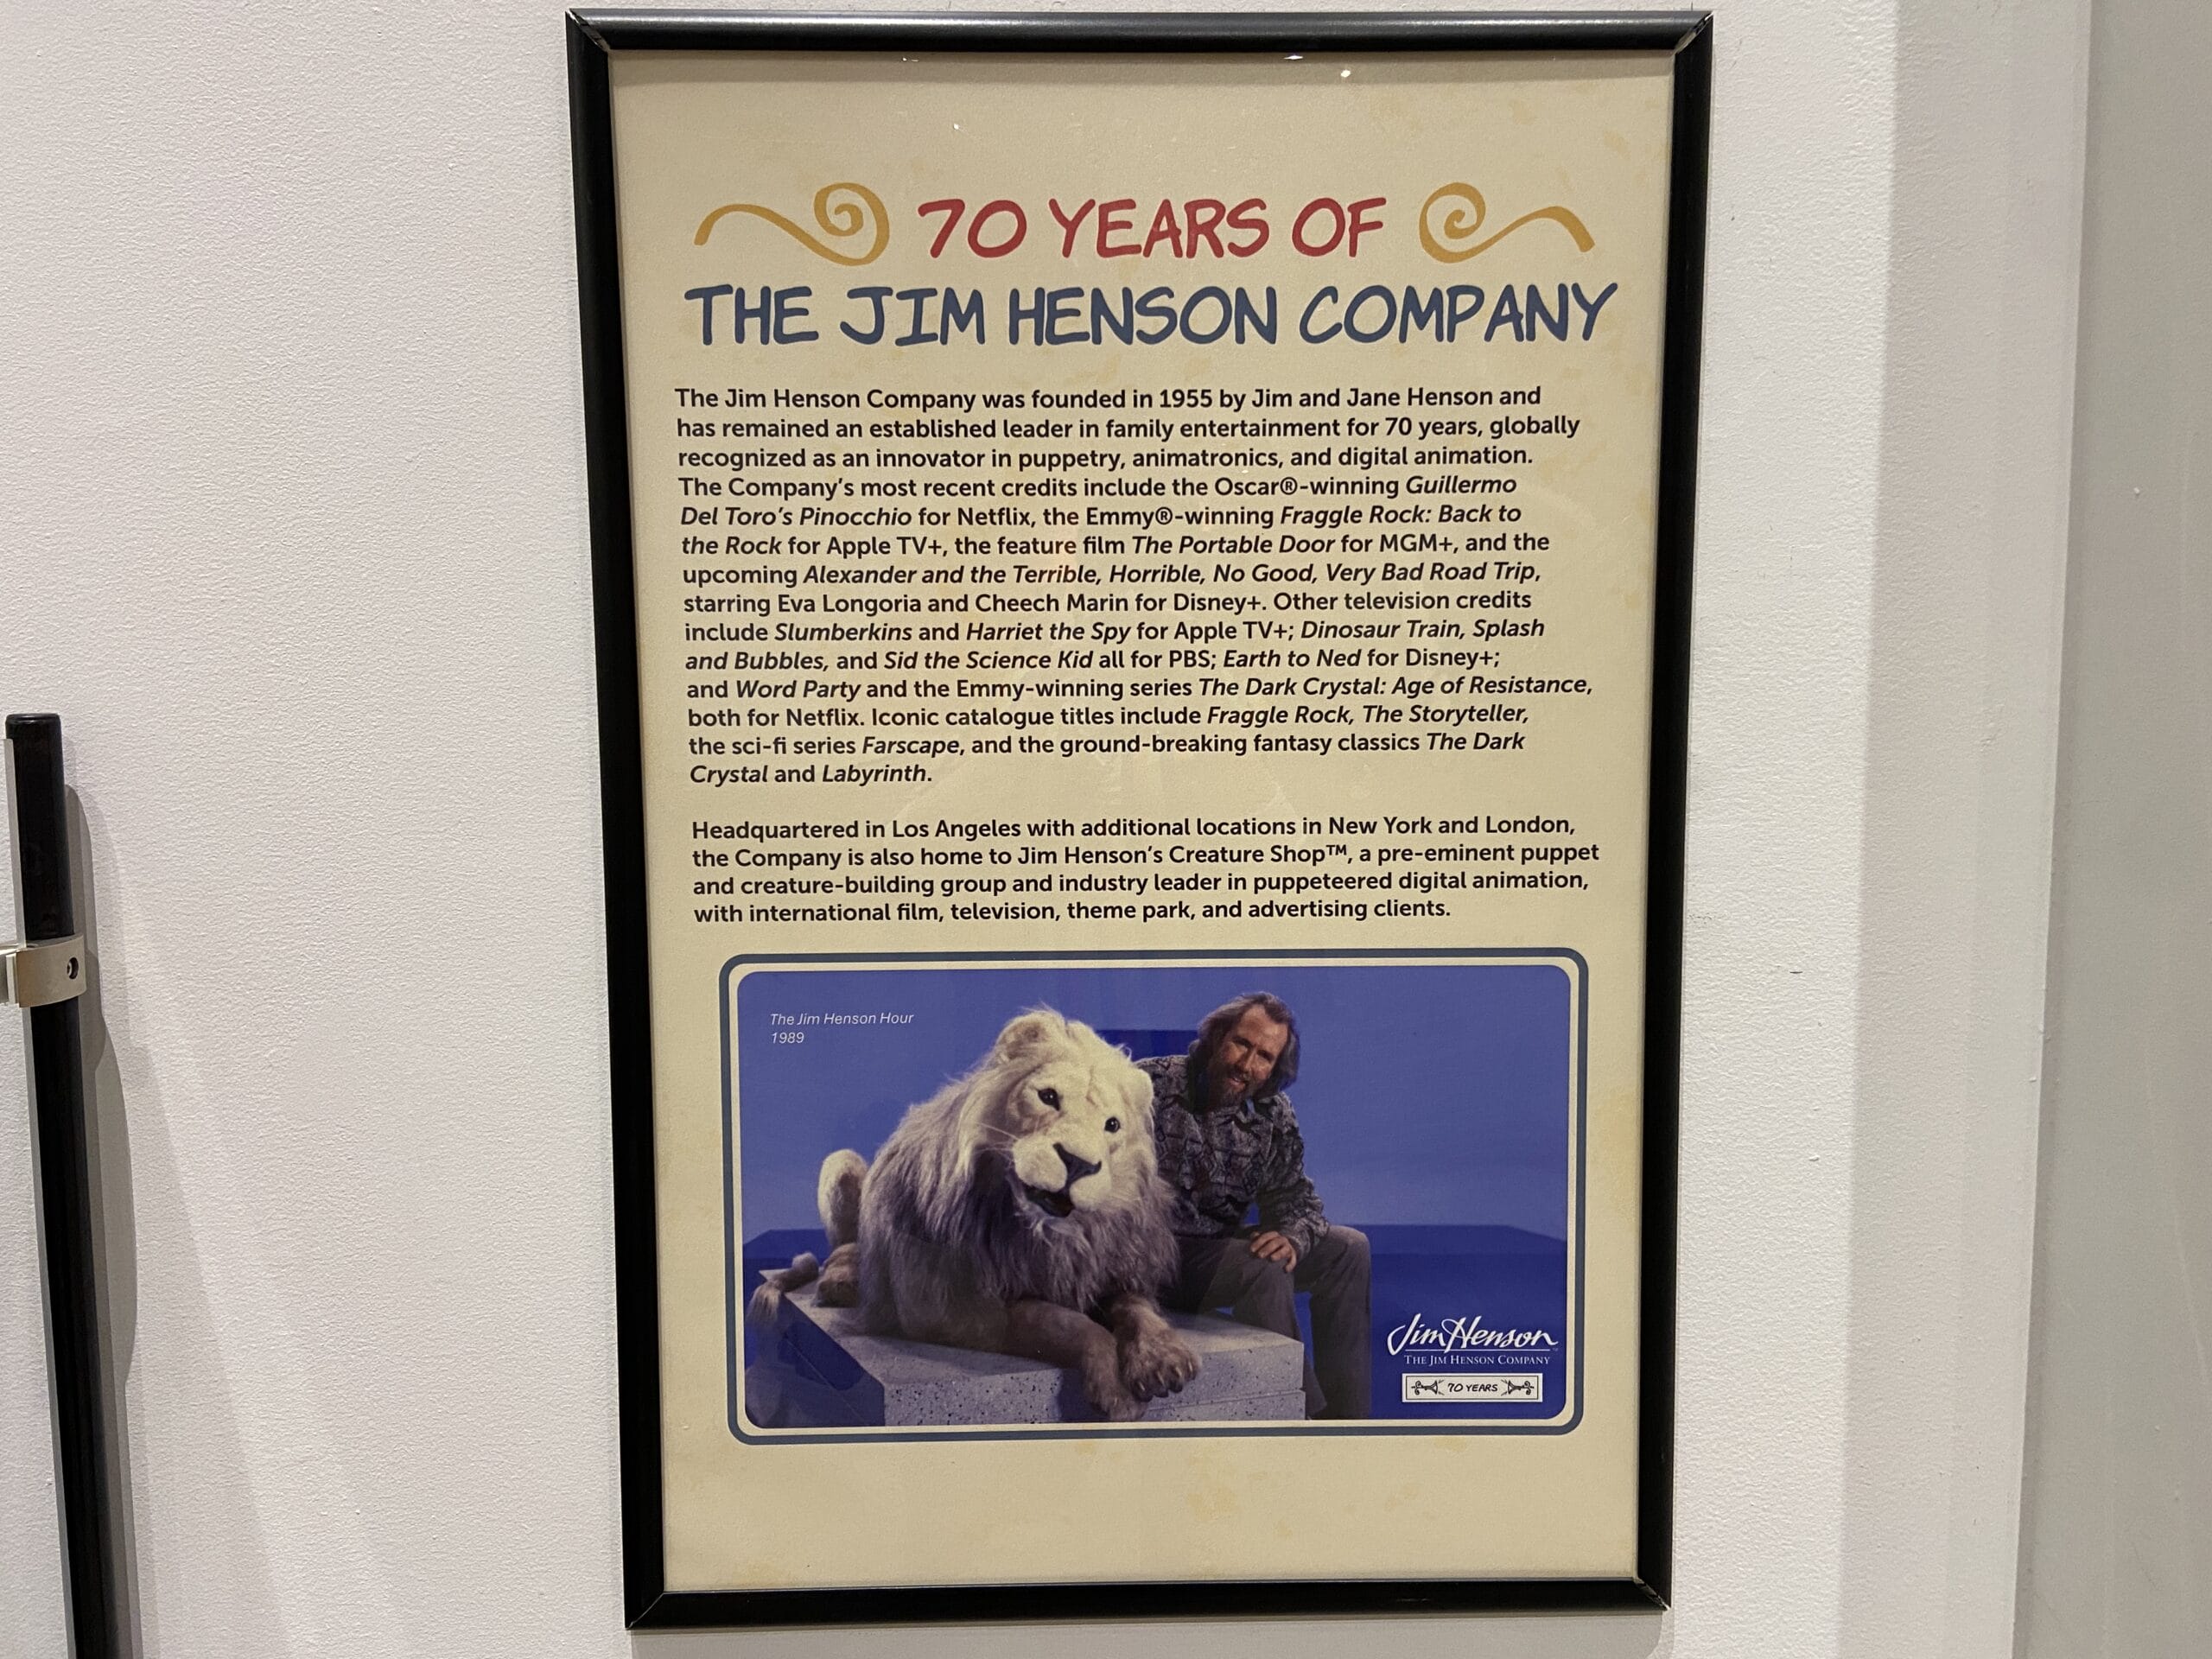 70 YEARS OF
THE JIM HENSON COMPANY
The Jim Henson Company was founded in 1955 by Jim and Jane Henson and
has remained an established leader in family entertainment for 70 years, globally
recognized as an innovator in puppetry, animatronics, and digital animation.
The Company's most recent credits include the Oscar®-winning Guillermo
Del Toro's Pinocchio for Netflix, the Emmy®-winning Fraggle Rock: Back to
the Rock for Apple TV+, the feature film The Portable Door for MGM+, and the
upcoming Alexander and the Terrible, Horrible, No Good, Very Bad Road Trip,
starring Eva Longoria and Cheech Marin for Disney+. Other television credits
include Slumberkins and Harriet the Spy for Apple TV+; Dinosaur Train, Splash
and Bubbles, and Sid the Science Kid all for PBS; Earth to Ned for Disney+;
and Word Party and the Emmy-winning series The Dark Crystal: Age of Resistance,
both for Netflix. Iconic catalogue titles include Fraggle Rock, The Storyteller,
the sci-fi series Farscape, and the ground-breaking fantasy classics The Dark
Crystal and Labyrinth.
Headquartered in Los Angeles with additional locations in New York and London,
the Company is also home to Jim Henson's Creature Shop™, a pre-eminent puppet
and creature-building group and industry leader in puppeteered digital animation,
with international film, television, theme park, and advertising clients.
The Jim Henson Hour
1989
Jim Henson
THE JIM HENSON COMPANY
70 YEARS